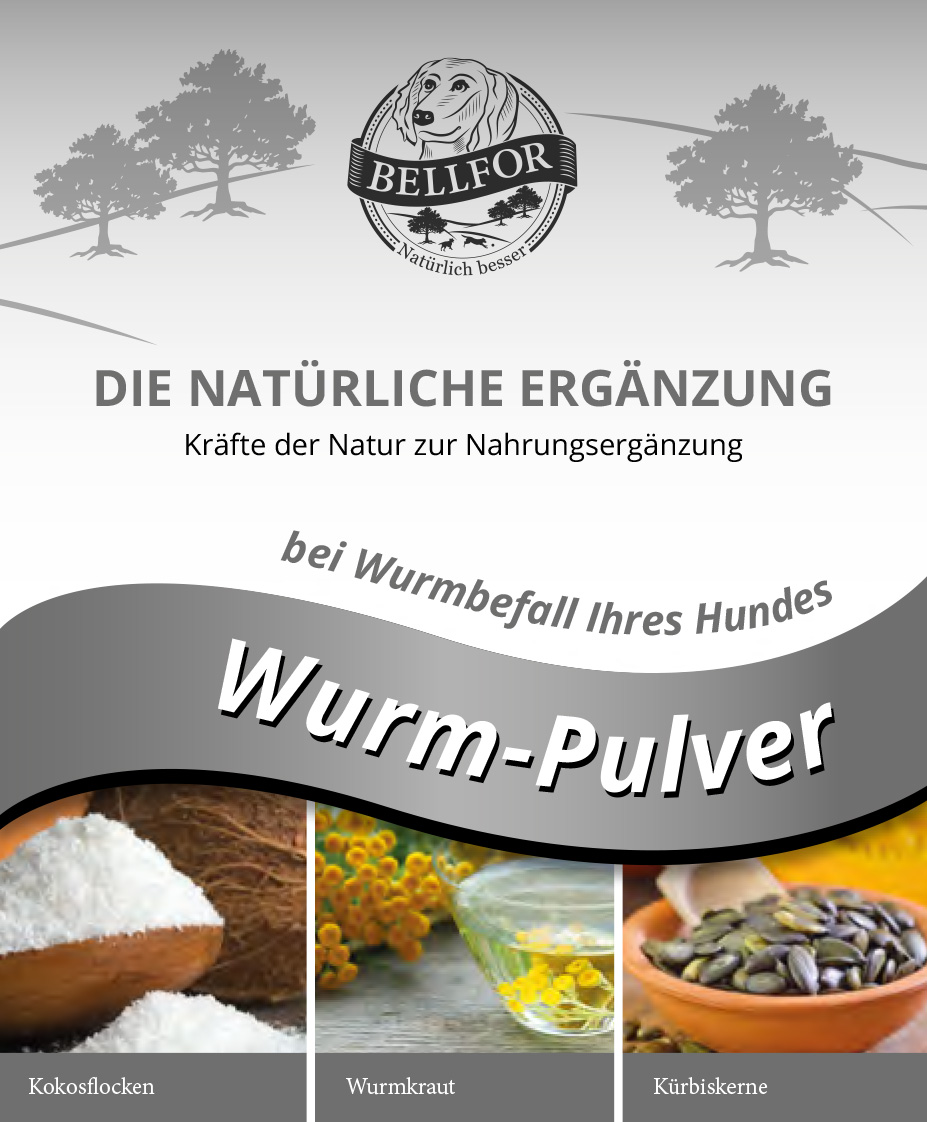 BELLFOR
Natürlich besser
DIE NATÜRLICHE ERGÄNZUNG
Kräfte der Natur zur Nahrungsergänzung
bei Wurmbefall Ihres Hundes
Wurm-Pulver
Kokosflocken
Wurmkraut
Kürbiskerne